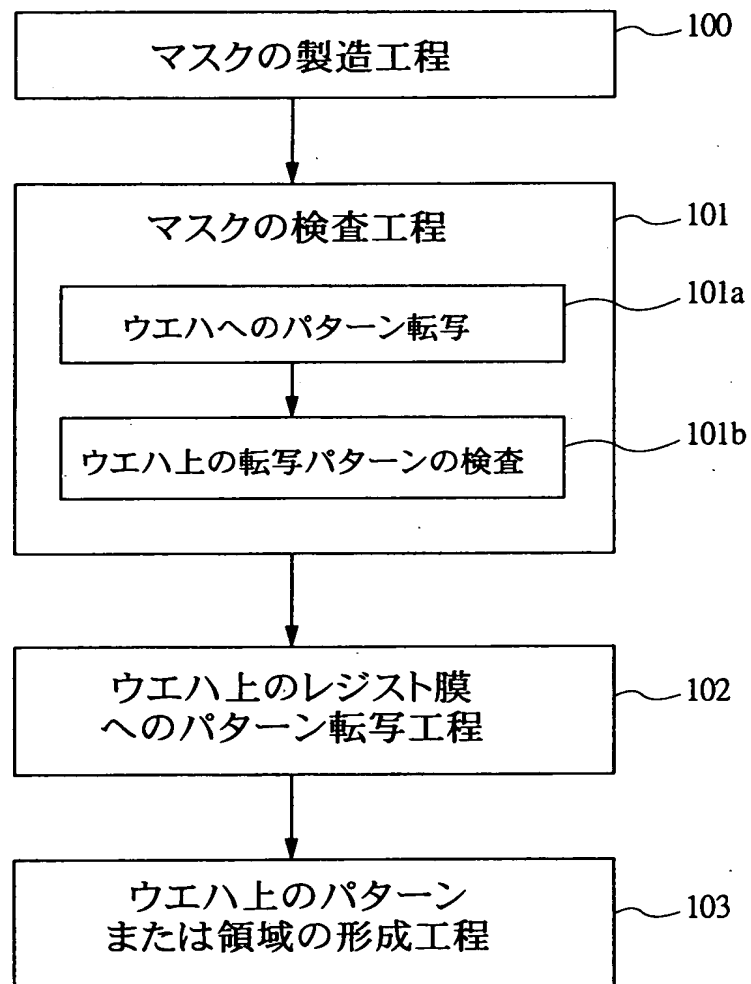 マスクの製造工程
100
マスクの検査工程
101
ウエハへのパターン転写
101a
ウエハ上の転写パターンの検査
101b
ウエハ上のレジスト膜
へのパターン転写工程
102
ウエハ上のパターン
または領域の形成工程
103